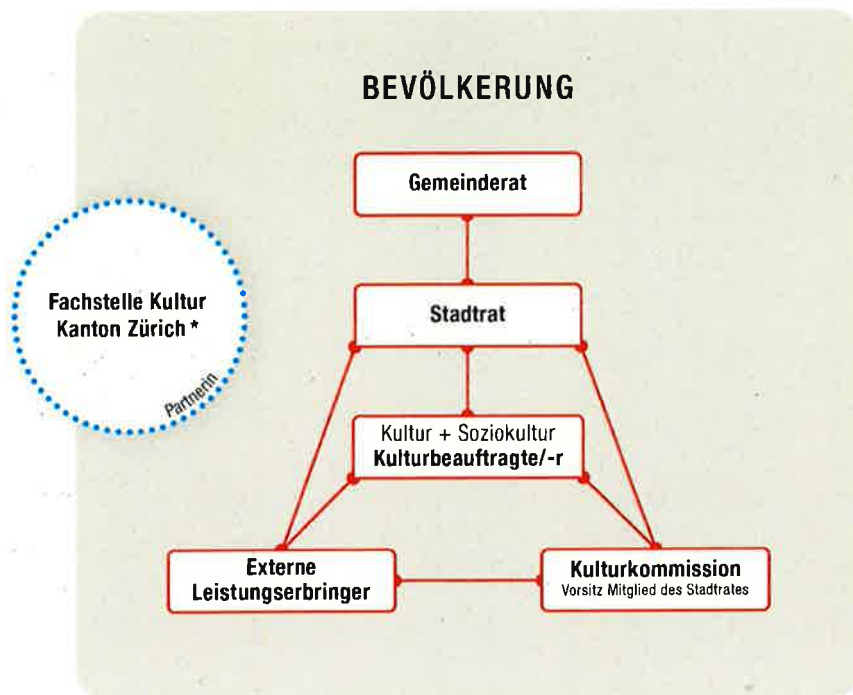 BEVÖLKERUNG
Gemeinderat
Fachstelle Kultur
Kanton Zürich *
Partnerin
Stadtrat
Kultur + Soziokultur
Kulturbeauftragte/-r
Externe
Leistungserbringer
Kulturkommission
Vorsitz Mitglied des Stadtrates